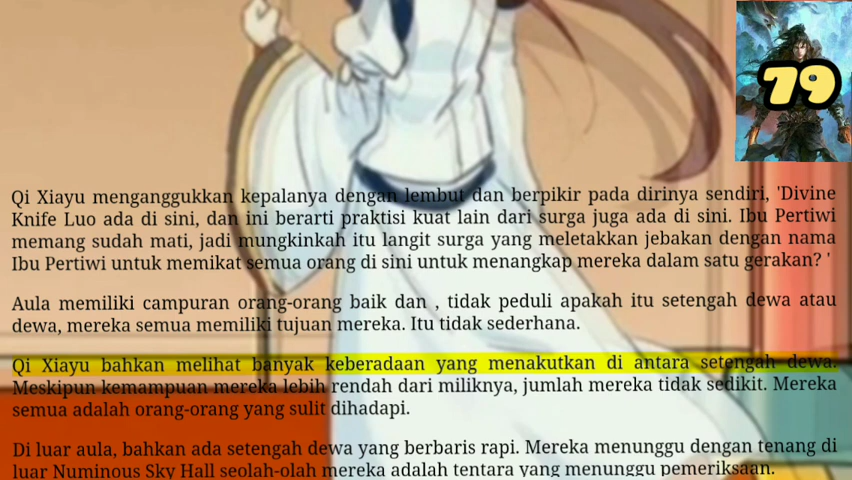 79
Qi Xiayu menganggukkan kepalanya dengan lembut dan berpikir pada dirinya sendiri, 'Divine
Knife Luo ada di sini, dan ini berarti praktisi kuat lain dari surga juga ada di sini. Ibu Pertiwi
memang sudah mati, jadi mungkinkah itu langit surga yang meletakkan jebakan dengan nama
Ibu Pertiwi untuk memikat semua orang di sini untuk menangkap mereka dalam satu gerakan? '
Aula memiliki campuran orang-orang baik dan , tidak peduli apakah itu setengah dewa atau
dewa, mereka semua memiliki tujuan mereka. Itu tidak sederhana.
Qi Xiayu bahkan melihat banyak keberadaan yang menakutkan di antara setengah dewa.
Meskipun kemampuan mereka lebih rendah dari miliknya, jumlah mereka tidak sedikit. Mereka
semua adalah orang-orang yang sulit dihadapi.
Di luar aula, bahkan ada setengah dewa yang berbaris rapi. Mereka menunggu dengan tenang di
luar Numinous Sky Hall seolah-olah mereka adalah tentara yang menunggu pemeriksaan.